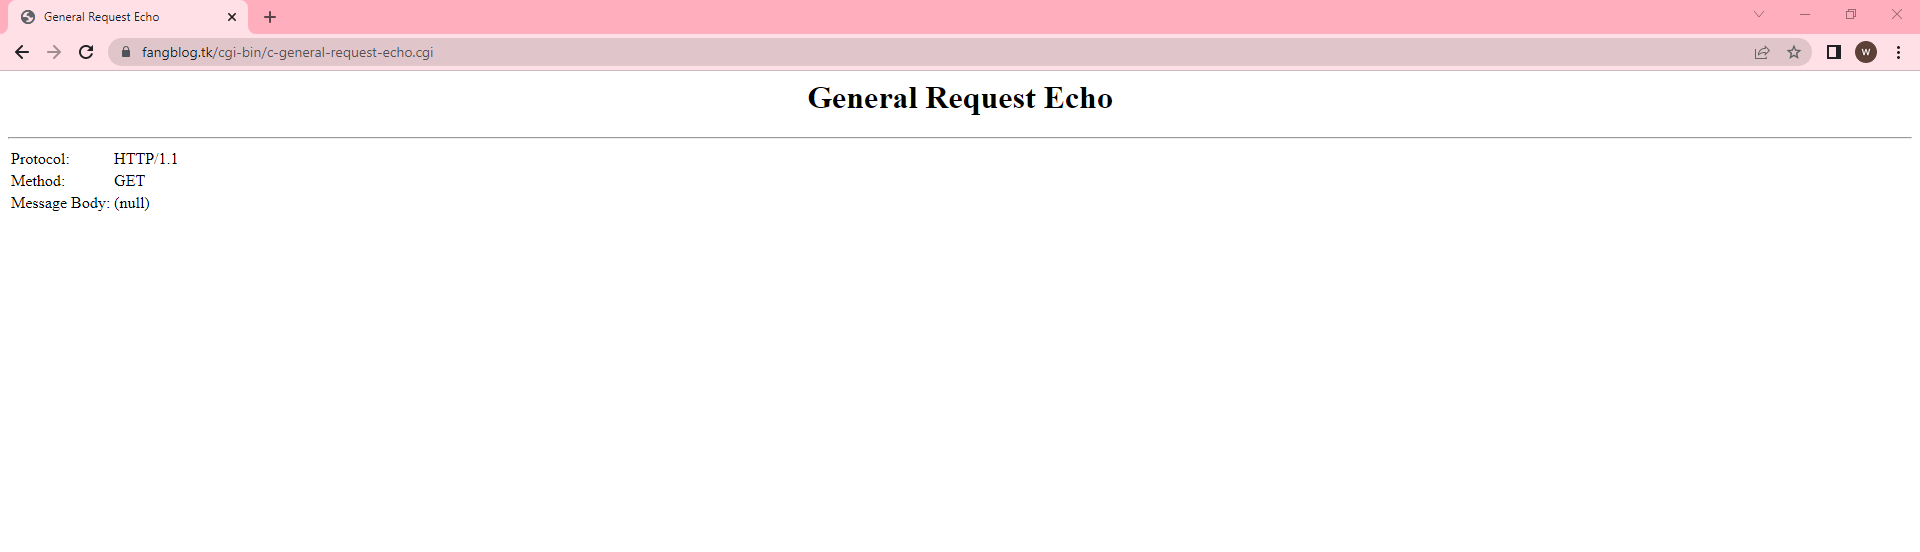 General Request Echo
fangblog.tk/cgi-bin/c-general-request-echo.cgi
W
General Request Echo
Protocol: HTTP/1.1
Method: GET
Message Body: (null)